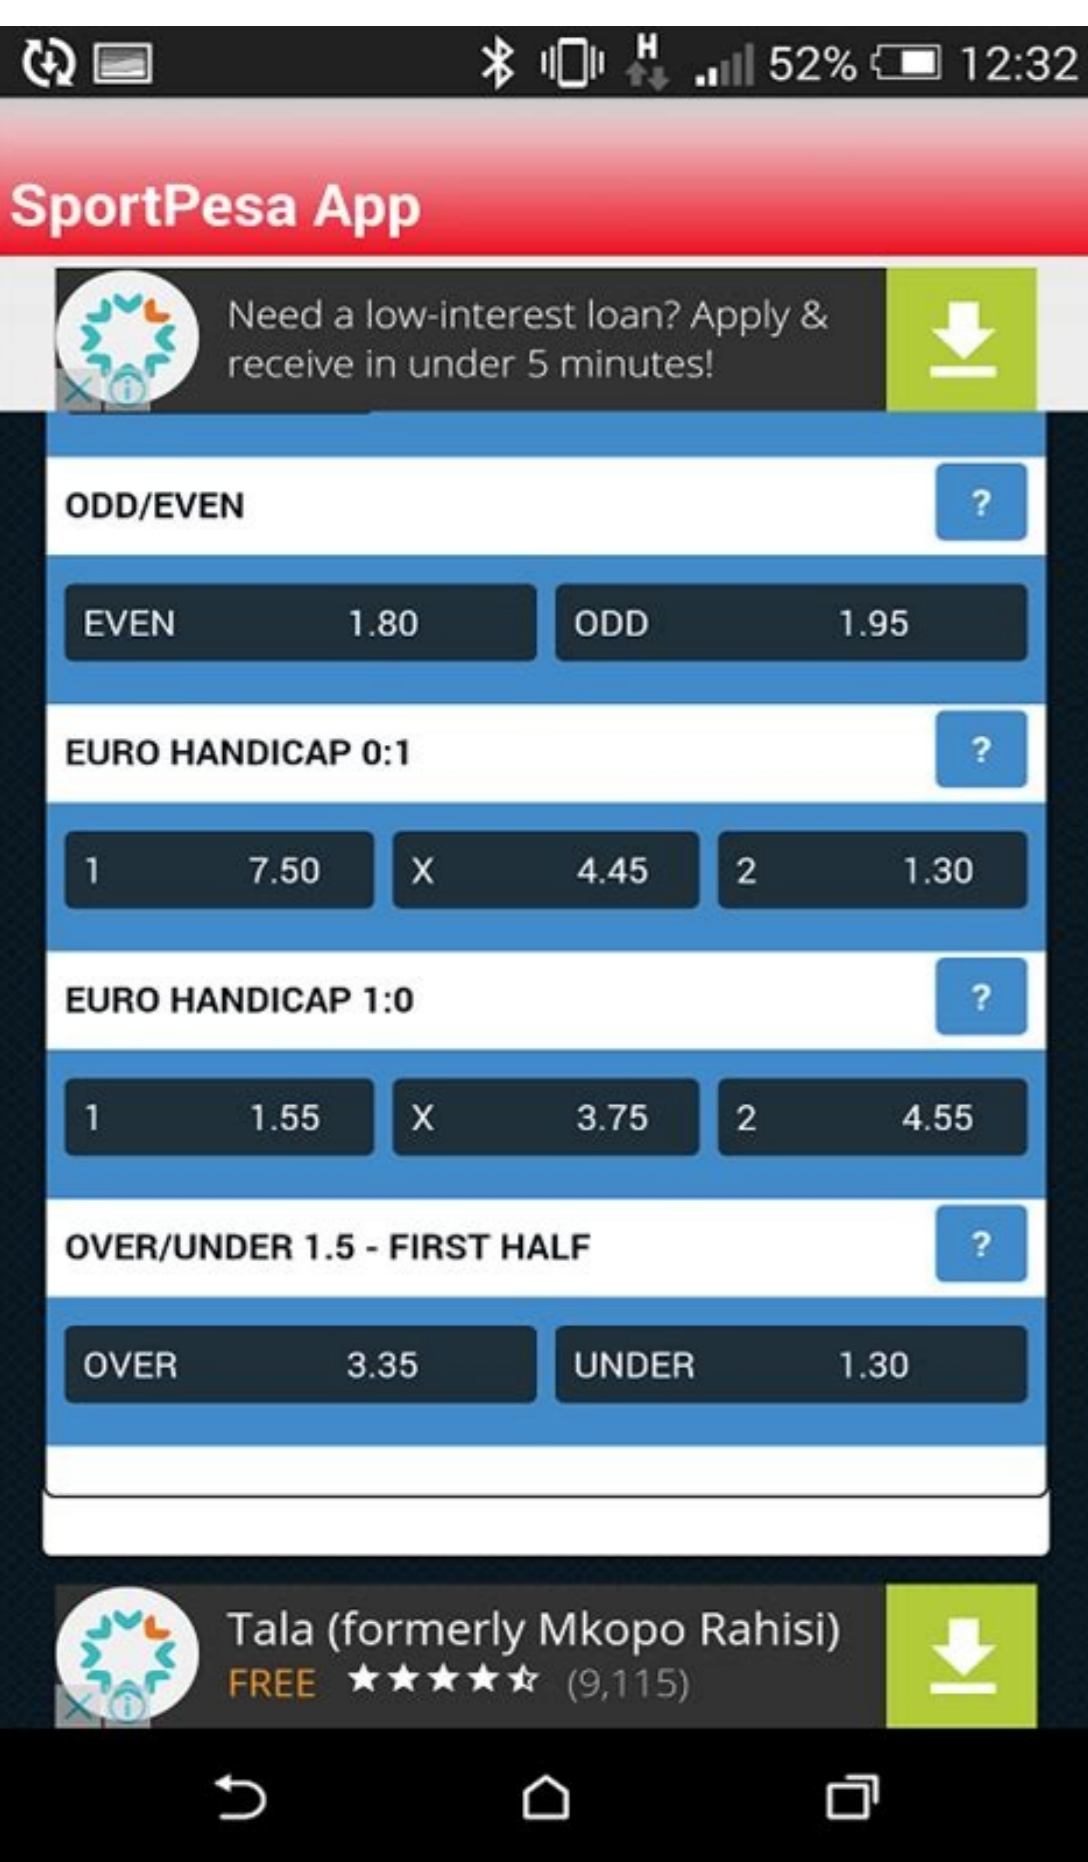 H 52% 12:32
SportPesa App
Need a low-interest loan? Apply &
receive in under 5 minutes!
ODD/EVEN ?
EVEN 1.80 ODD 1.95
EURO HANDICAP 0:1 ?
1 7.50 X 4.45 2 1.30
EURO HANDICAP 1:0 ?
1 1.55 X 3.75 2 4.55
OVER/UNDER 1.5 - FIRST HALF ?
OVER 3.35 UNDER 1.30
Tala (formerly Mkopo Rahisi)
FREE (9,115)